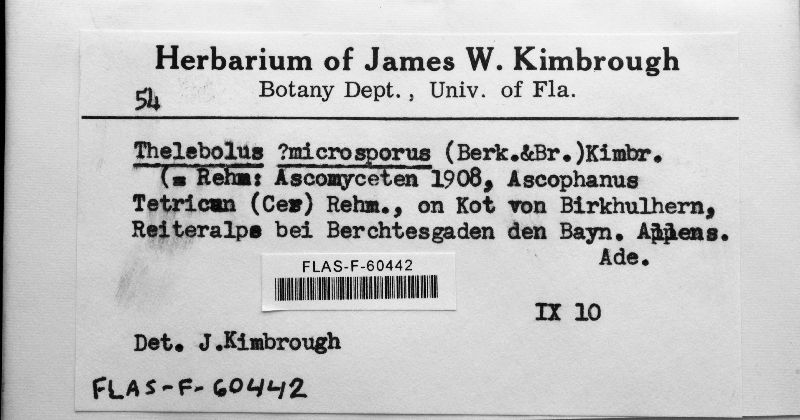 Herbarium of James W. Kimbrough
Botany Dept., Univ. of Fla.
54
Thelebolus ?microsporus (Berk.&Br.)Kimbr.
(= Rehm: Ascomyceten 1908, Ascophanus
Tetricun (Ces) Rehm., on Kot von Birkhulhern,
Reiteralpe bei Berchtesgaden den Bayn.
Ade.
FLAS-F-60442
IX 10
Det. J.Kimbrough
FLAS-F-60442